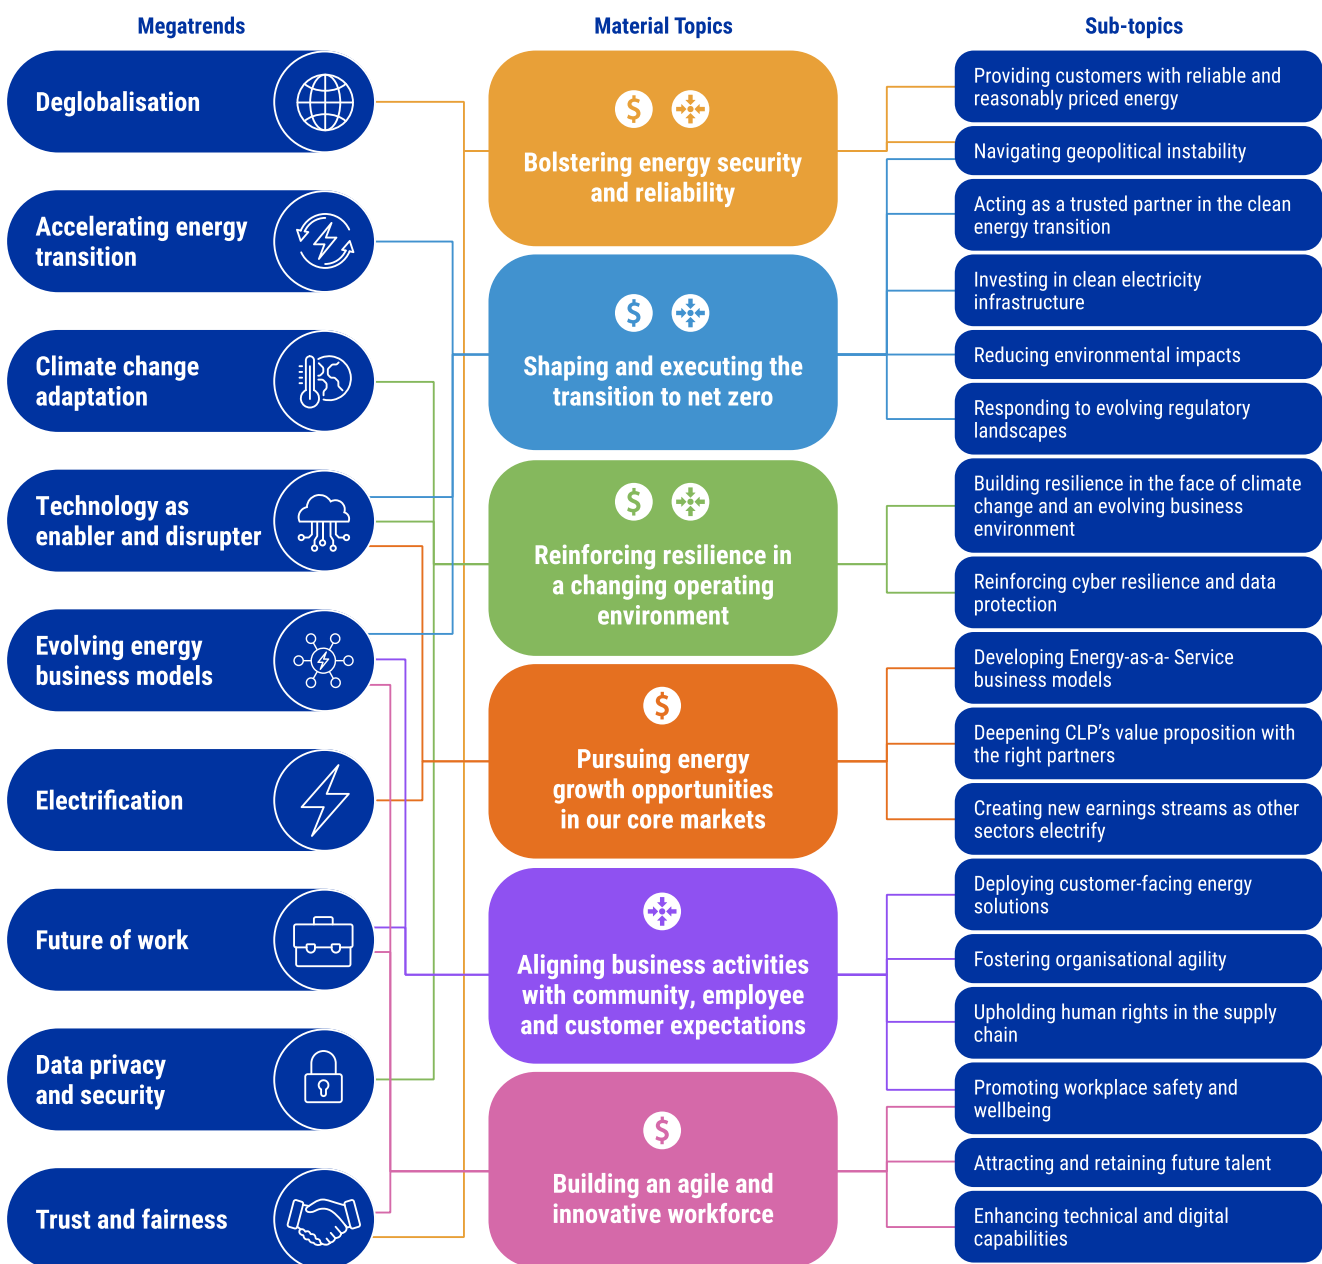 Megatrends
Material Topics
Sub-topics
Deglobalisation
Accelerating energy
transition
Climate change
adaptation
Technology as
enabler and disrupter
Evolving energy
business models
Electrification
Future of work
Data privacy
and security
Trust and fairness
$
Bolstering energy security
and reliability
$
Shaping and executing the
transition to net zero
$
Reinforcing resilience in
a changing operating
environment
$
Pursuing energy
growth opportunities
in our core markets
Aligning business activities
with community, employee
and customer expectations
$
Building an agile and
innovative workforce
Providing customers with reliable and
reasonably priced energy
Navigating geopolitical instability
Acting as a trusted partner in the clean
energy transition
Investing in clean electricity
infrastructure
Reducing environmental impacts
Responding to evolving regulatory
landscapes
Building resilience in the face of climate
change and an evolving business
environment
Reinforcing cyber resilience and data
protection
Developing Energy-as-a- Service
business models
Deepening CLP’s value proposition with
the right partners
Creating new earnings streams as other
sectors electrify
Deploying customer-facing energy
solutions
Fostering organisational agility
Upholding human rights in the supply
chain
Promoting workplace safety and
wellbeing
Attracting and retaining future talent
Enhancing technical and digital
capabilities